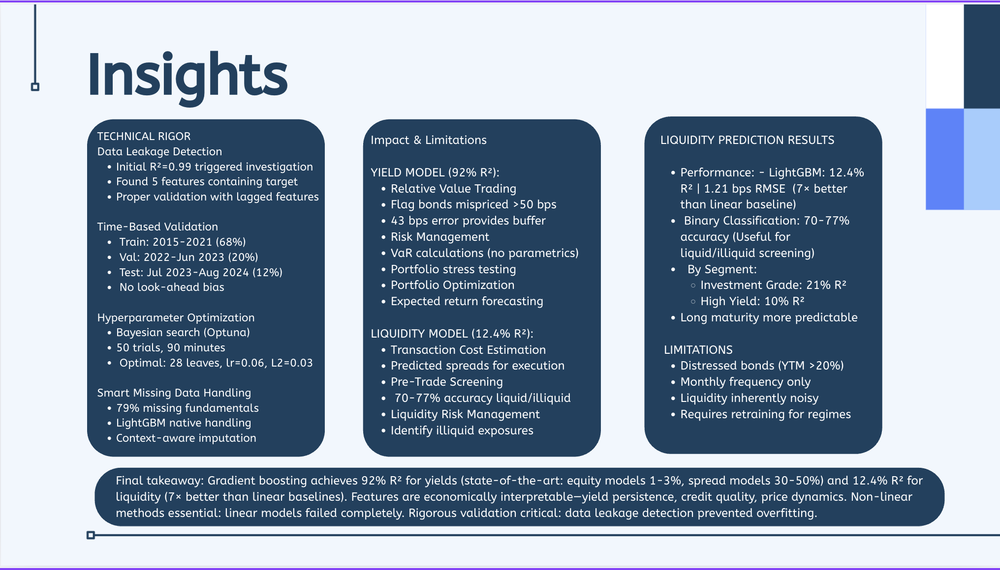 Insights
TECHNICAL RIGOR
Data Leakage Detection
• Initial R²=0.99 triggered investigation
• Found 5 features containing target
• Proper validation with lagged features
Time-Based Validation
• Train: 2015-2021 (68%)
• Val: 2022-Jun 2023 (20%)
• Test: Jul 2023-Aug 2024 (12%)
• No look-ahead bias
Hyperparameter Optimization
• Bayesian search (Optuna)
• 50 trials, 90 minutes
• Optimal: 28 leaves, lr=0.06, L2=0.03
Smart Missing Data Handling
• 79% missing fundamentals
• LightGBM native handling
• Context-aware imputation
Impact & Limitations
YIELD MODEL (92% R²):
• Relative Value Trading
• Flag bonds mispriced >50 bps
• 43 bps error provides buffer
• Risk Management
• VaR calculations (no parametrics)
• Portfolio stress testing
• Portfolio Optimization
• Expected return forecasting
LIQUIDITY MODEL (12.4% R²):
• Transaction Cost Estimation
• Predicted spreads for execution
• Pre-Trade Screening
• 70-77% accuracy liquid/illiquid
• Liquidity Risk Management
• Identify illiquid exposures
LIQUIDITY PREDICTION RESULTS
• Performance: - LightGBM: 12.4%
R² | 1.21 bps RMSE (7× better
than linear baseline)
• Binary Classification: 70-77%
accuracy (Useful for
liquid/illiquid screening)
• By Segment:
○ Investment Grade: 21% R²
○ High Yield: 10% R²
• Long maturity more predictable
LIMITATIONS
• Distressed bonds (YTM >20%)
• Monthly frequency only
• Liquidity inherently noisy
• Requires retraining for regimes
Final takeaway: Gradient boosting achieves 92% R² for yields (state-of-the-art: equity models 1-3%, spread models 30-50%) and 12.4% R² for
liquidity (7× better than linear baselines). Features are economically interpretable—yield persistence, credit quality, price dynamics. Non-linear
methods essential: linear models failed completely. Rigorous validation critical: data leakage detection prevented overfitting.